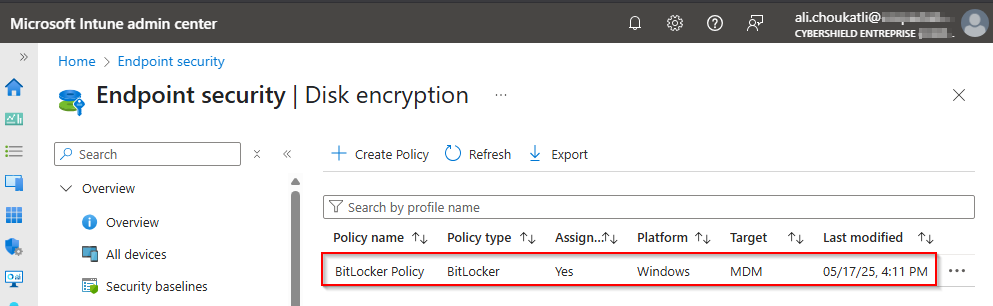 Microsoft Intune admin center
ali.choukatli@
CYBERSHIELD ENTREPRISE
Home > Endpoint security
Endpoint security | Disk encryption ...
Search
Create Policy Refresh Export
Overview
Search by profile name
Overview
Policy name Policy type Assign... Platform Target Last modified
All devices
BitLocker Policy BitLocker Yes Windows MDM 05/17/25, 4:11 PM
Security baselines